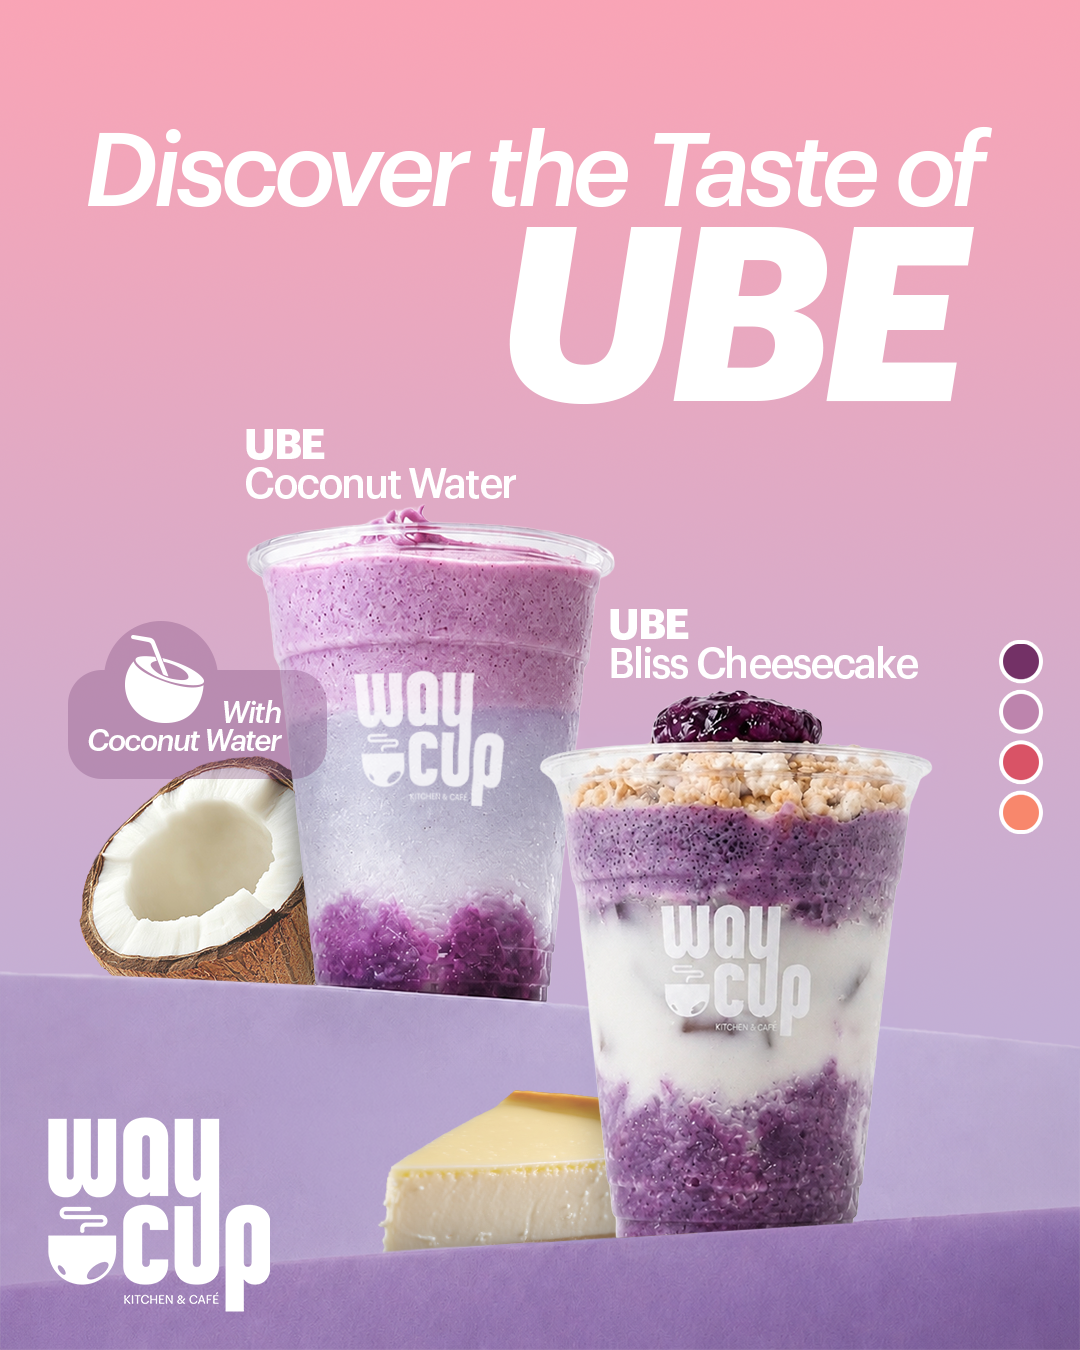 Discover the Taste of
UBE
UBE
Coconut Water
With
Coconut Water
way
cup
KITCHEN & CAFÉ
UBE
Bliss Cheesecake
way
cup
KITCHEN & CAFÉ
way
cup
KITCHEN & CAFÉ